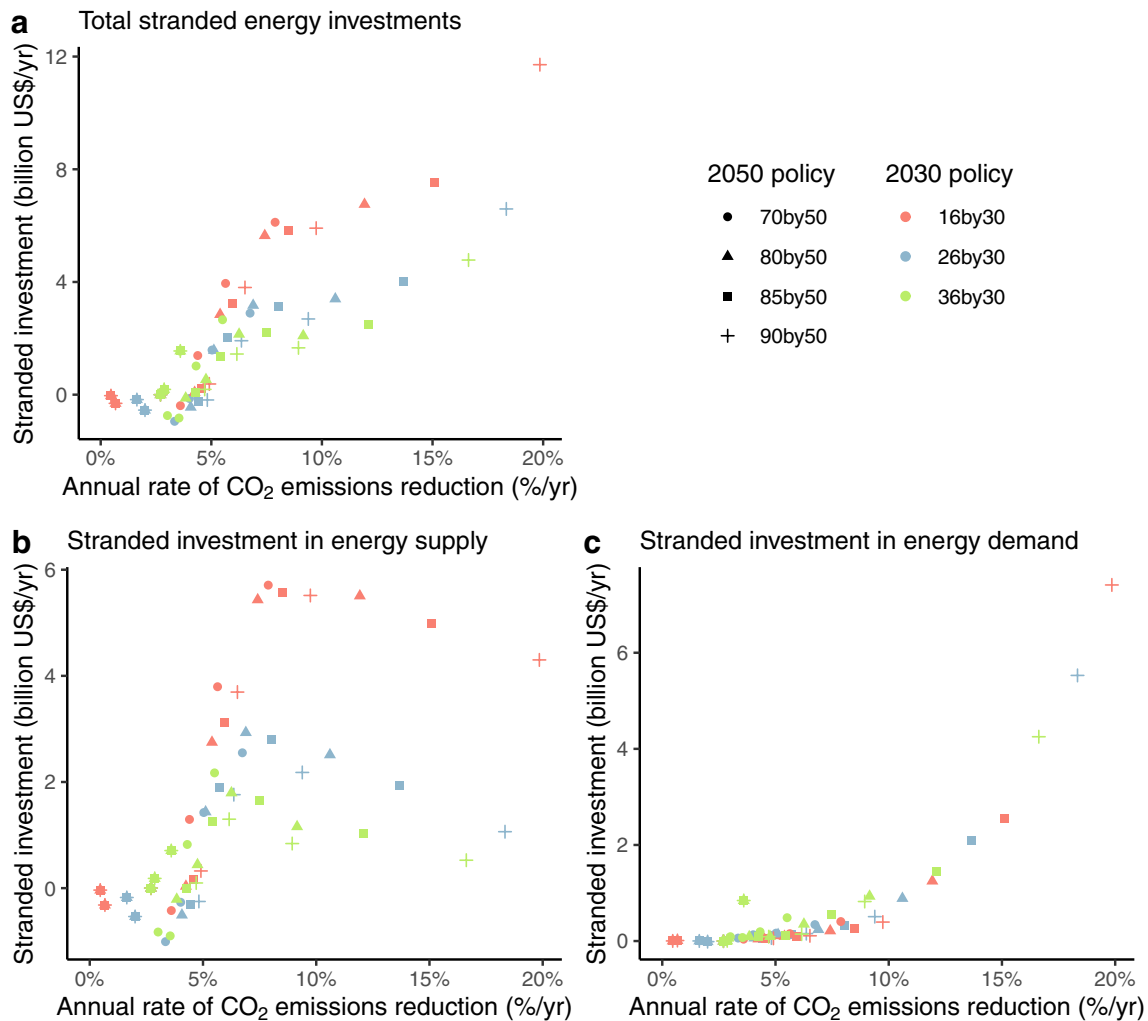 a Total stranded energy investments
Stranded investment (billion US$/yr)
12
8
4
0
0% 5% 10% 15% 20%
Annual rate of CO₂ emissions reduction (%/yr)
2050 policy
70by50
80by50
85by50
90by50
2030 policy
16by30
26by30
36by30
b Stranded investment in energy supply
Stranded investment (billion US$/yr)
6
4
2
0
0% 5% 10% 15% 20%
Annual rate of CO₂ emissions reduction (%/yr)
c Stranded investment in energy demand
Stranded investment (billion US$/yr)
6
4
2
0
0% 5% 10% 15% 20%
Annual rate of CO₂ emissions reduction (%/yr)